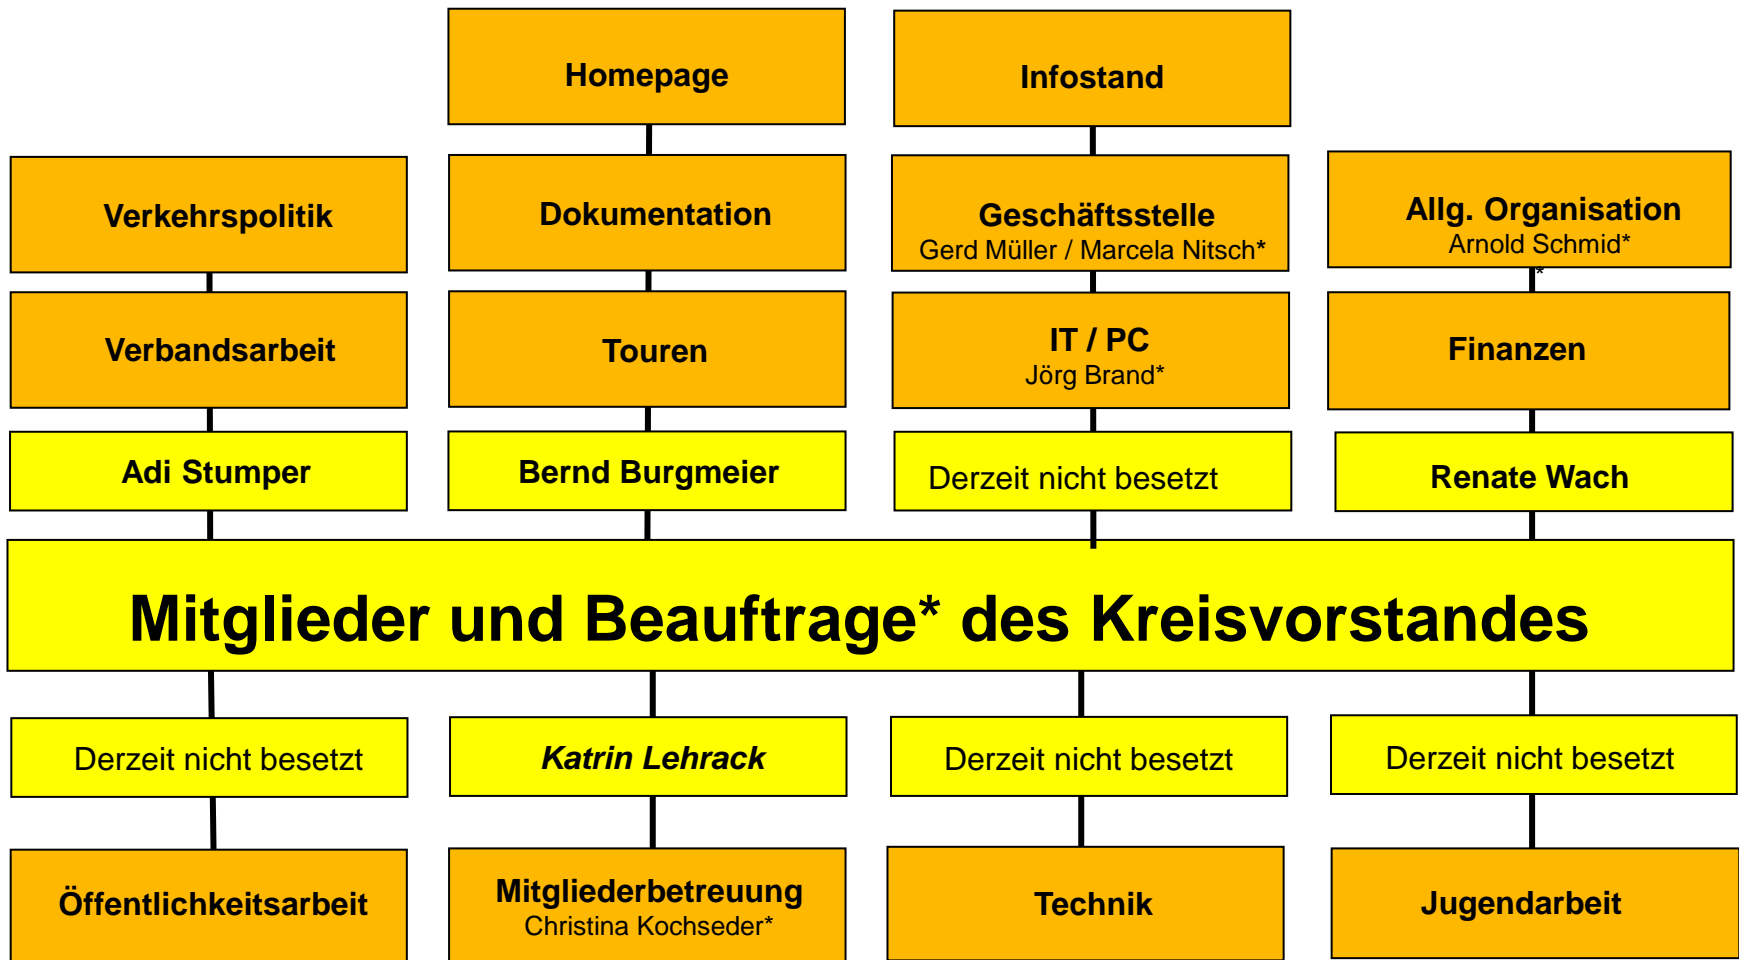 Homepage
Infostand
Verkehrspolitik
Dokumentation
Geschäftsstelle
Gerd Müller / Marcela Nitsch*
Allg. Organisation
Arnold Schmid*
*
Verbandsarbeit
Touren
IT / PC
Jörg Brand*
Finanzen
Adi Stumper
Bernd Burgmeier
Derzeit nicht besetzt
Renate Wach
Mitglieder und Beauftrage* des Kreisvorstandes
Derzeit nicht besetzt
Katrin Lehrack
Derzeit nicht besetzt
Derzeit nicht besetzt
Öffentlichkeitsarbeit
Mitgliederbetreuung
Christina Kochseder*
Technik
Jugendarbeit